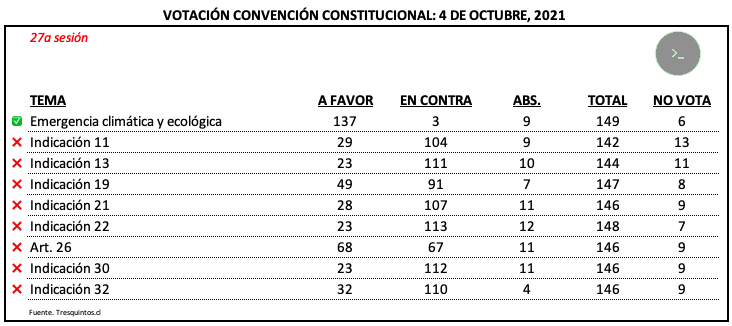 VOTACIÓN CONVENCIÓN CONSTITUCIONAL: 4 DE OCTUBRE, 2021
27a sesión
>_
TEMA A FAVOR EN CONTRA ABS. TOTAL NO VOTA
Emergencia climática y ecológica 137 3 9 149 6
Indicación 11 29 104 9 142 13
Indicación 13 23 111 10 144 11
Indicación 19 49 91 7 147 8
Indicación 21 28 107 11 146 9
Indicación 22 23 113 12 148 7
Art. 26 68 67 11 146 9
Indicación 30 23 112 11 146 9
Indicación 32 32 110 4 146 9
Fuente. Tresquintos.cl